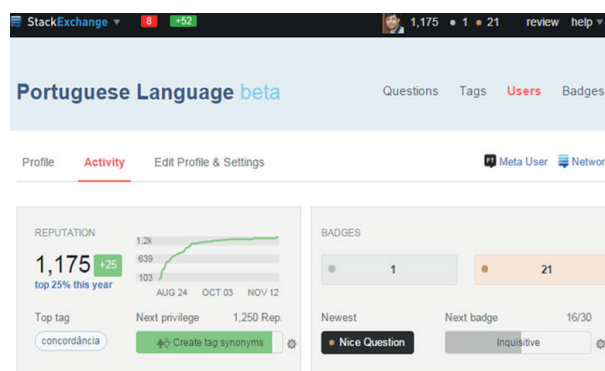 StackExchange 8 +52 1,175 1 21 review help
Portuguese Language beta Questions Tags Users Badges
Profile Activity Edit Profile & Settings Meta User Networ
REPUTATION
1,175 +25
top 25% this year
1.2k
639
103
AUG 24 OCT 03 NOV 12
Top tag
concordância
Next privilege 1,250 Rep.
Create tag synonyms
BADGES
1 21
Newest
Nice Question
Next badge 16/30
Inquisitive